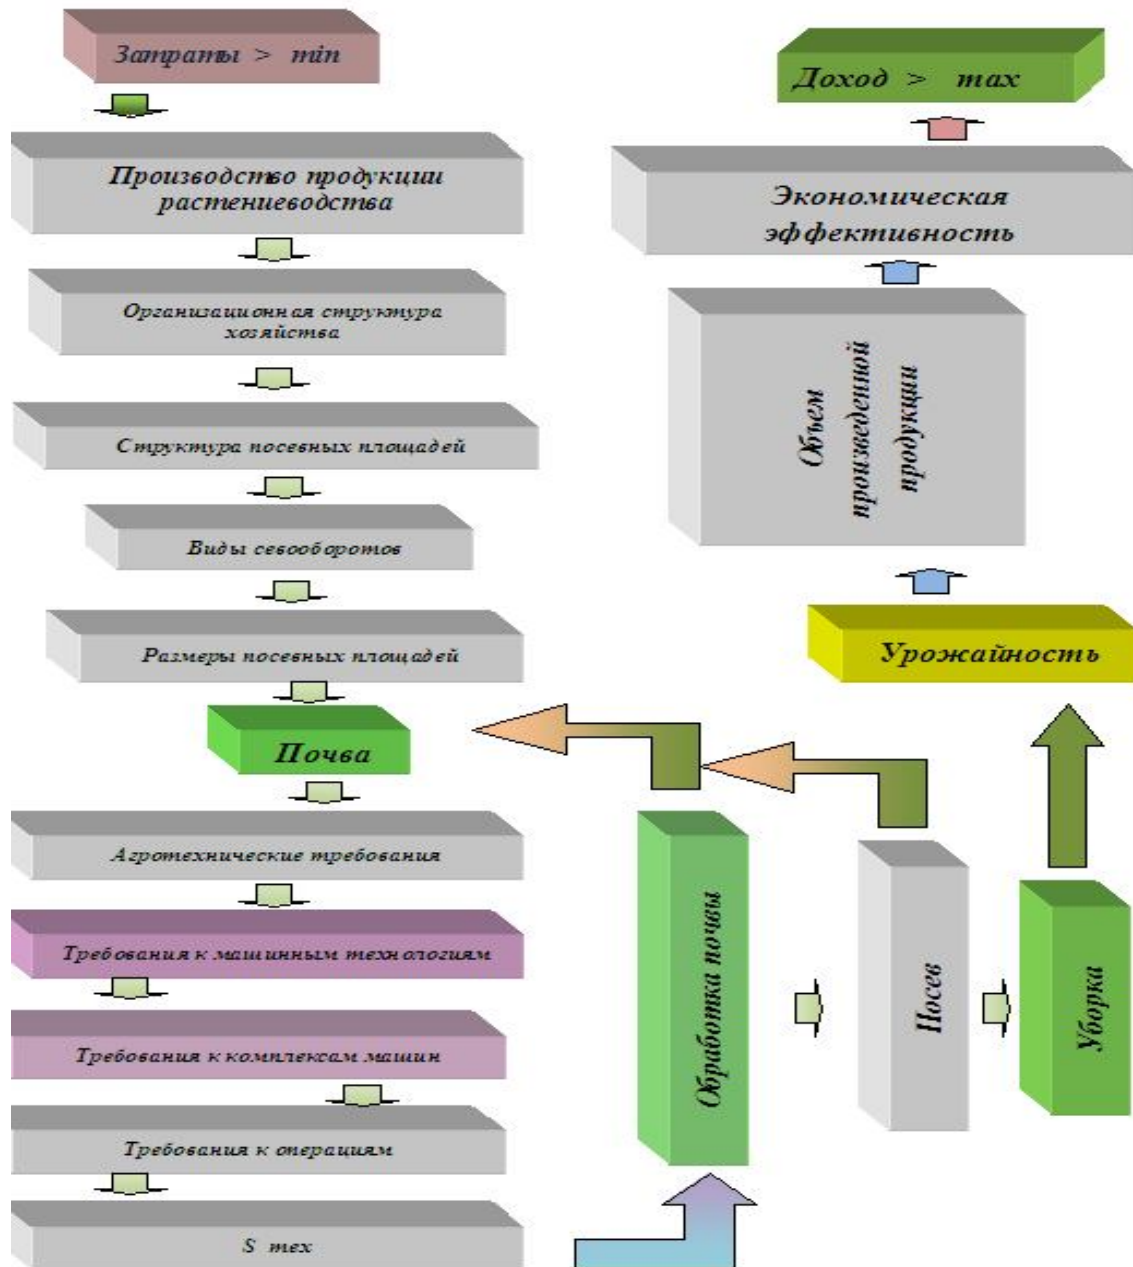 Затраты > min
Производство продукции
растениеводства
Организационная структура
хозяйства
Структура посевных площадей
Виды севооборотов
Размеры посевных площадей
Почва
Агротехнические требования
Требования к машинным технологиям
Требования к комплексам машин
Требования к операциям
S тех
Обработка почвы
Посев
Уборка
Урожайность
Объем
произведенной
продукции
Экономическая
эффективность
Доход > max